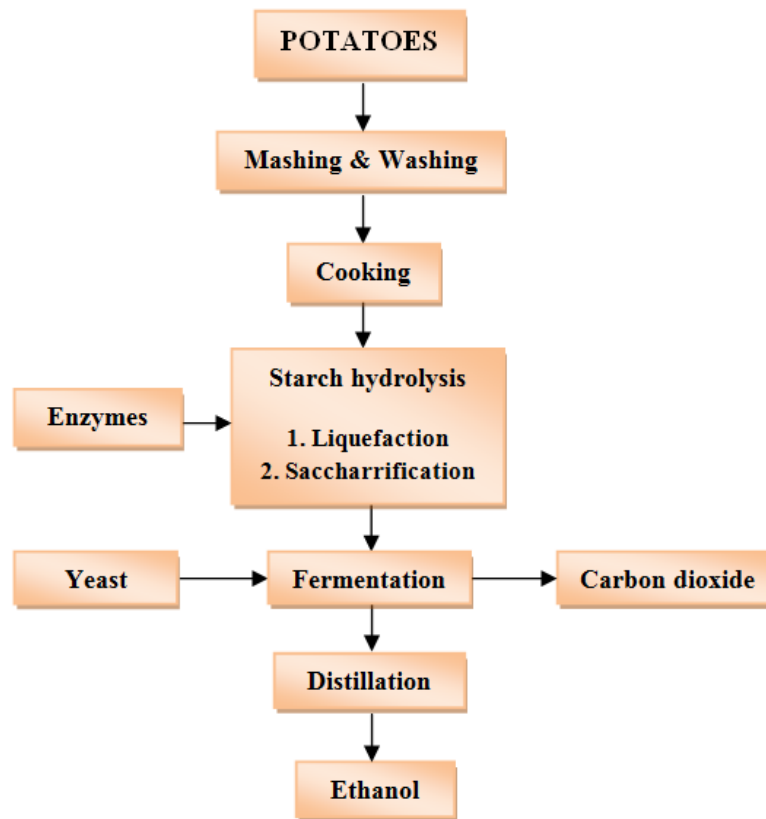 POTATOES
Mashing & Washing
Cooking
Starch hydrolysis
Enzymes
1. Liquefaction
2. Saccharrification
Yeast
Fermentation
Carbon dioxide
Distillation
Ethanol